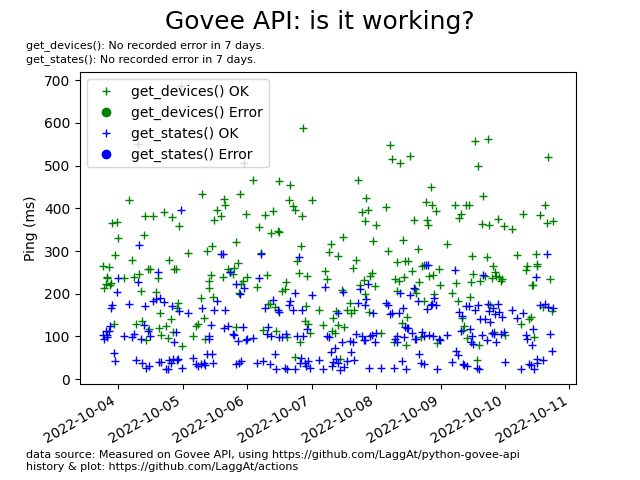 Govee API: is it working?
get_devices(): No recorded error in 7 days.
get_states(): No recorded error in 7 days.
get_devices() OK
get_devices() Error
get_states() OK
get_states() Error
Ping (ms)
700
600
500
400
300
200
100
0
2022-10-04
2022-10-05
2022-10-06
2022-10-07
2022-10-08
2022-10-09
2022-10-10
2022-10-11
data source: Measured on Govee API, using https://github.com/LaggAt/python-govee-api
history & plot: https://github.com/LaggAt/actions